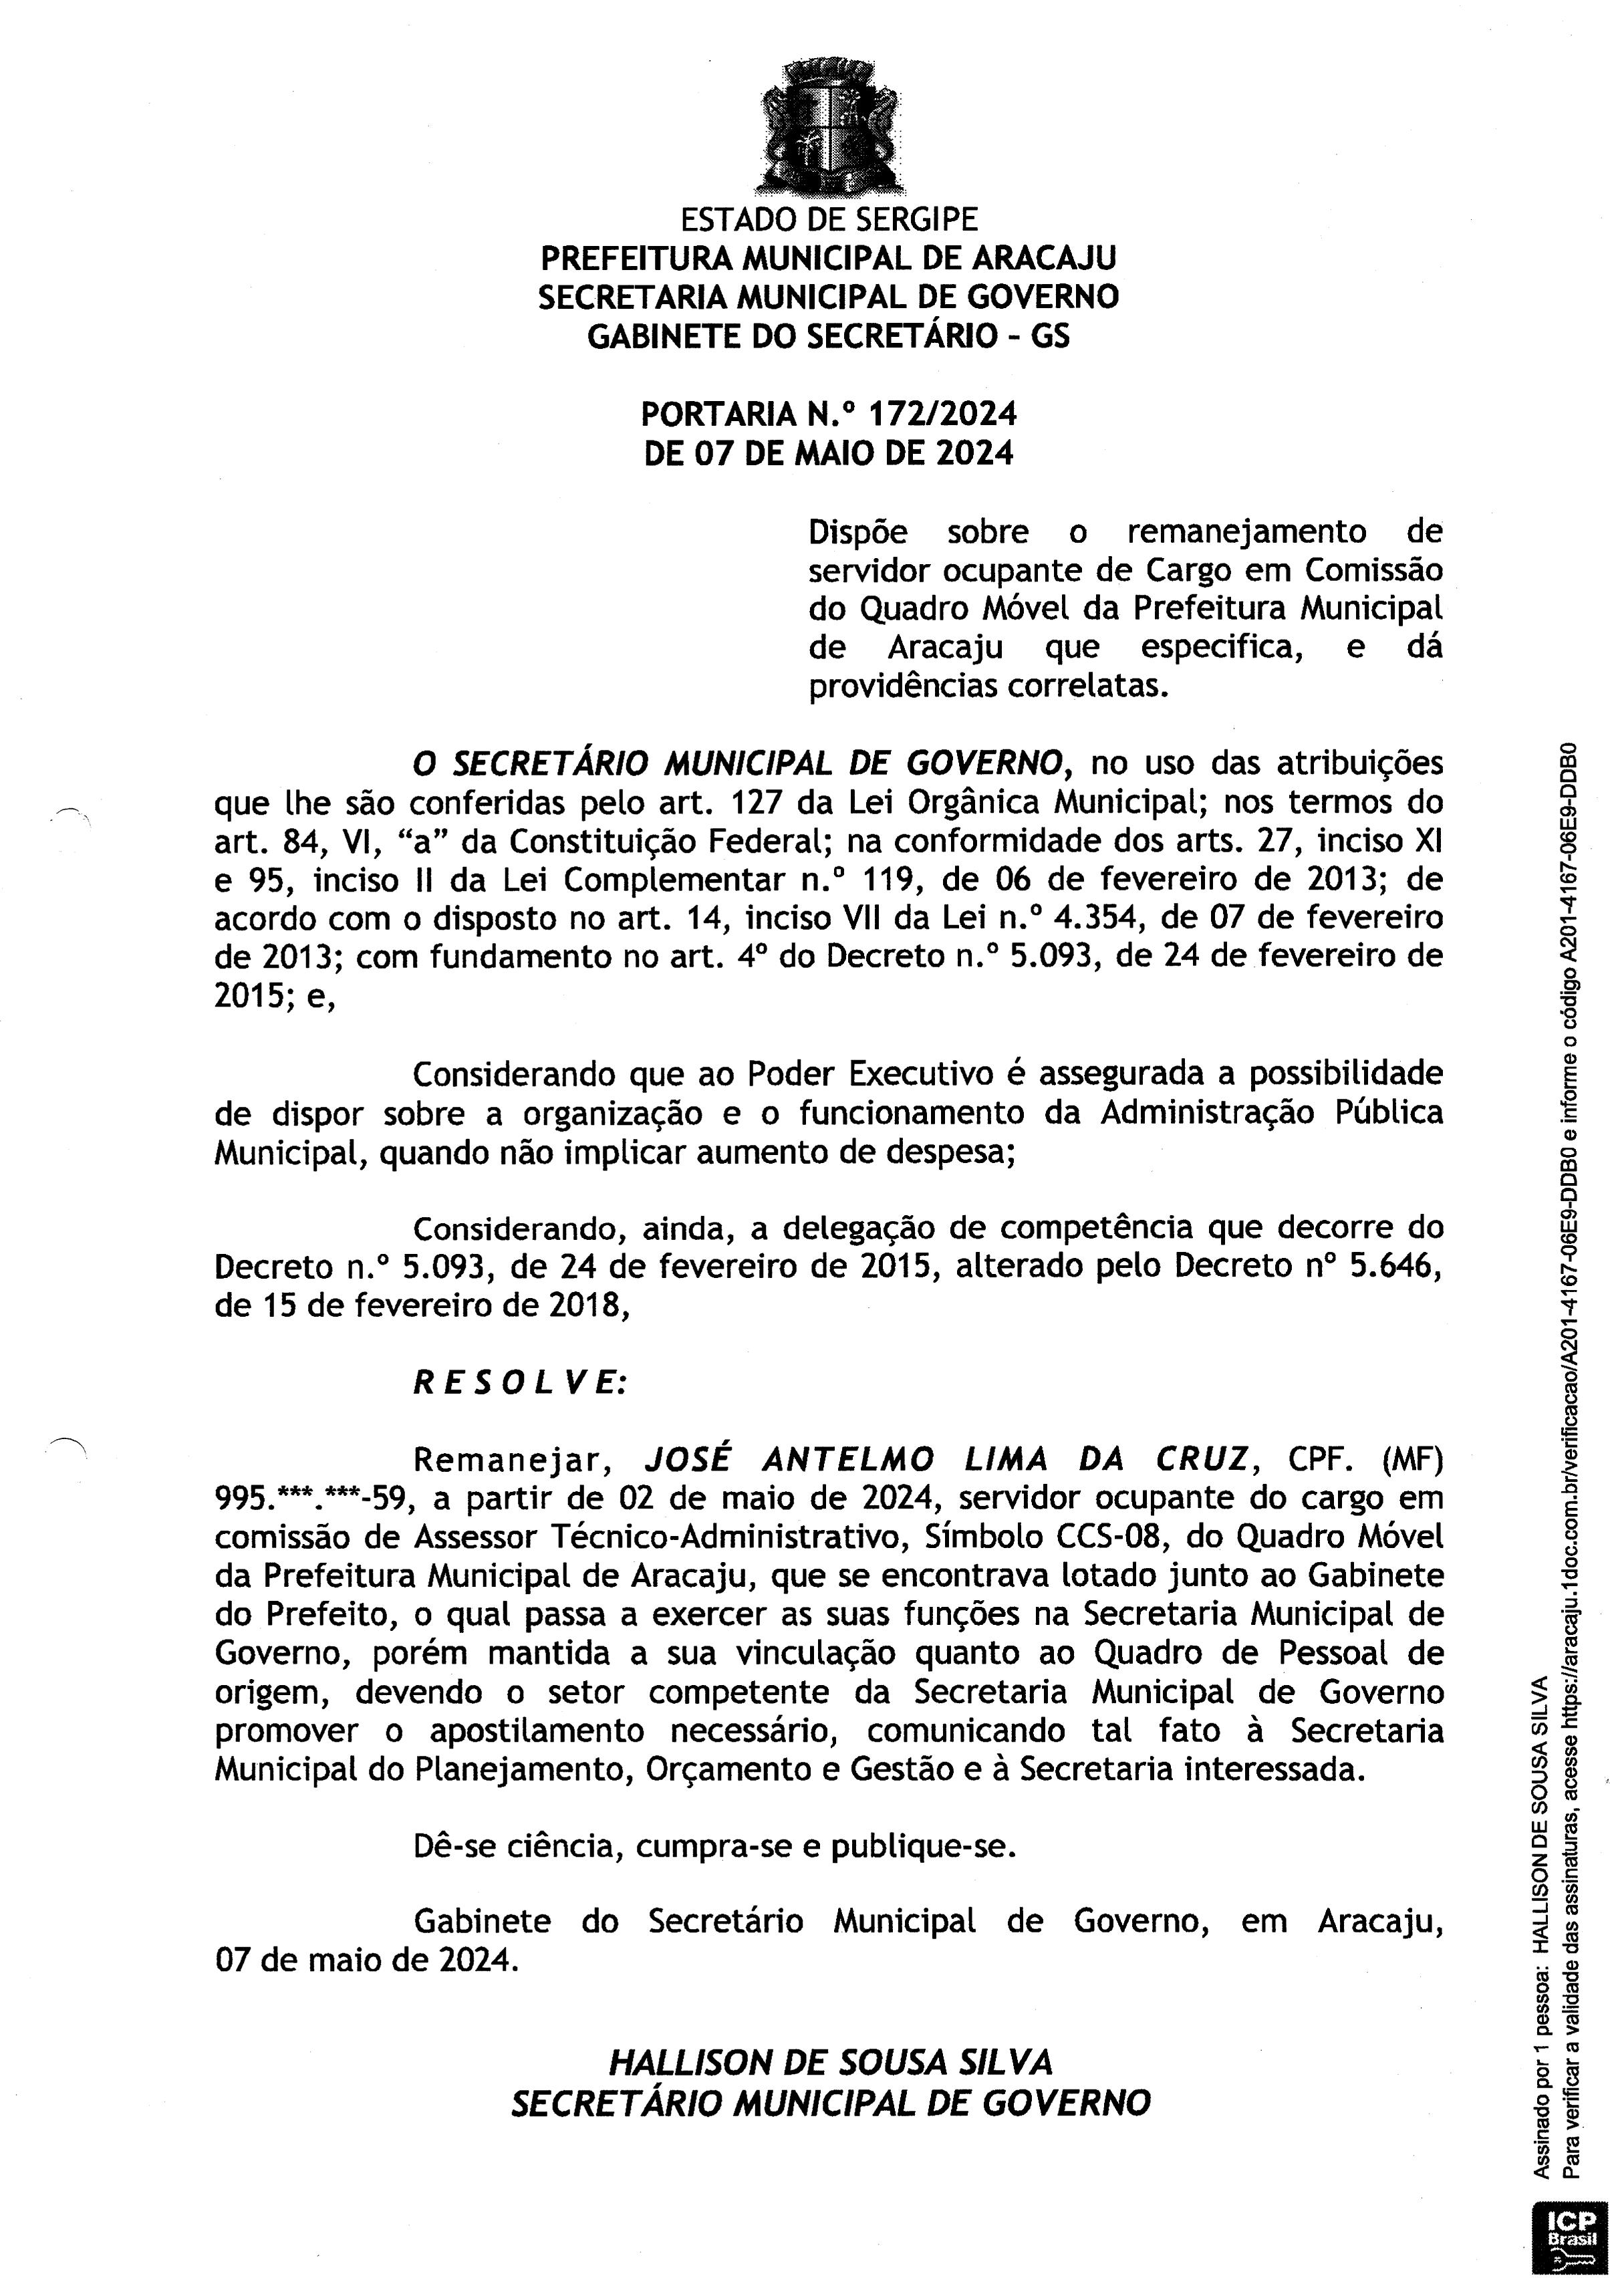 ESTADO DE SERGIPE
PREFEITURA MUNICIPAL DE ARACAJU
SECRETARIA MUNICIPAL DE GOVERNO
GABINETE DO SECRETÁRIO - GS
PORTARIA N.º 172/2024
DE 07 DE MAIO DE 2024
Dispõe sobre o remanejamento de
servidor ocupante de Cargo em Comissão
do Quadro Móvel da Prefeitura Municipal
de Aracaju que especifica, e dá
providências correlatas.
O SECRETÁRIO MUNICIPAL DE GOVERNO, no uso das atribuições
que lhe são conferidas pelo art. 127 da Lei Orgânica Municipal; nos termos do
art. 84, VI, “a” da Constituição Federal; na conformidade dos arts. 27, inciso XI
e 95, inciso II da Lei Complementar n.º 119, de 06 de fevereiro de 2013; de
acordo com o disposto no art. 14, inciso VII da Lei n.º 4.354, de 07 de fevereiro
de 2013; com fundamento no art. 4º do Decreto n.º 5.093, de 24 de fevereiro de
2015; e,
Considerando que ao Poder Executivo é assegurada a possibilidade
de dispor sobre a organização e o funcionamento da Administração Pública
Municipal, quando não implicar aumento de despesa;
Considerando, ainda, a delegação de competência que decorre do
Decreto n.º 5.093, de 24 de fevereiro de 2015, alterado pelo Decreto nº 5.646,
de 15 de fevereiro de 2018,
R E S O L V E:
Remanejar, JOSÉ ANTELMO LIMA DA CRUZ, CPF. (MF)
995.***.***-59, a partir de 02 de maio de 2024, servidor ocupante do cargo em
comissão de Assessor Técnico-Administrativo, Símbolo CCS-08, do Quadro Móvel
da Prefeitura Municipal de Aracaju, que se encontrava lotado junto ao Gabinete
do Prefeito, o qual passa a exercer as suas funções na Secretaria Municipal de
Governo, porém mantida a sua vinculação quanto ao Quadro de Pessoal de
origem, devendo o setor competente da Secretaria Municipal de Governo
promover o apostilamento necessário, comunicando tal fato à Secretaria
Municipal do Planejamento, Orçamento e Gestão e à Secretaria interessada.
Dê-se ciência, cumpra-se e publique-se.
Gabinete do Secretário Municipal de Governo, em Aracaju,
07 de maio de 2024.
HALLISON DE SOUSA SILVA
SECRETÁRIO MUNICIPAL DE GOVERNO
Assinado por 1 pessoa: HALLISON DE SOUSA SILVA
Para verificar a validade das assinaturas, acesse https://aracaju.1doc.com.br/verificacao/A201-4167-06E9-DDB0 e informe o código A201-4167-06E9-DDB0
ICP
Brasil